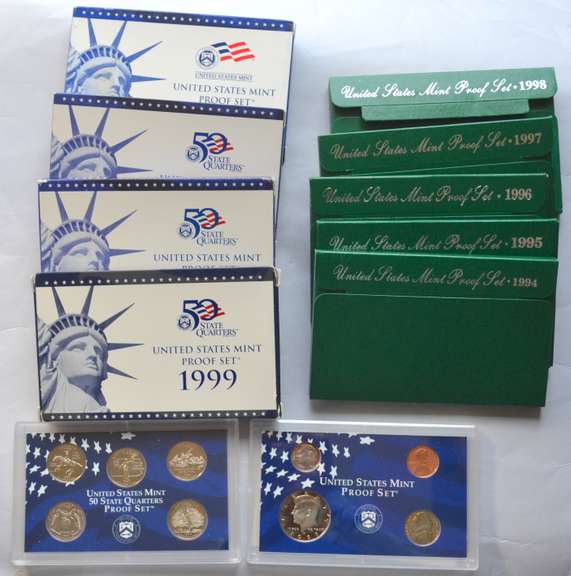 UNITED STATES MINT
UNITED STATES MINT
PROOF SET
50
STATE
QUARTERS
50
STATE
QUARTERS
50
STATE
QUARTERS
UNITED STATES MINT
PROOF SET
1999
United States Mint Proof Set • 1998
United States Mint Proof Set • 1997
United States Mint Proof Set • 1996
United States Mint Proof Set • 1995
United States Mint Proof Set • 1994
UNITED STATES MINT
50 STATE QUARTERS
PROOF SET
UNITED STATES MINT
PROOF SET